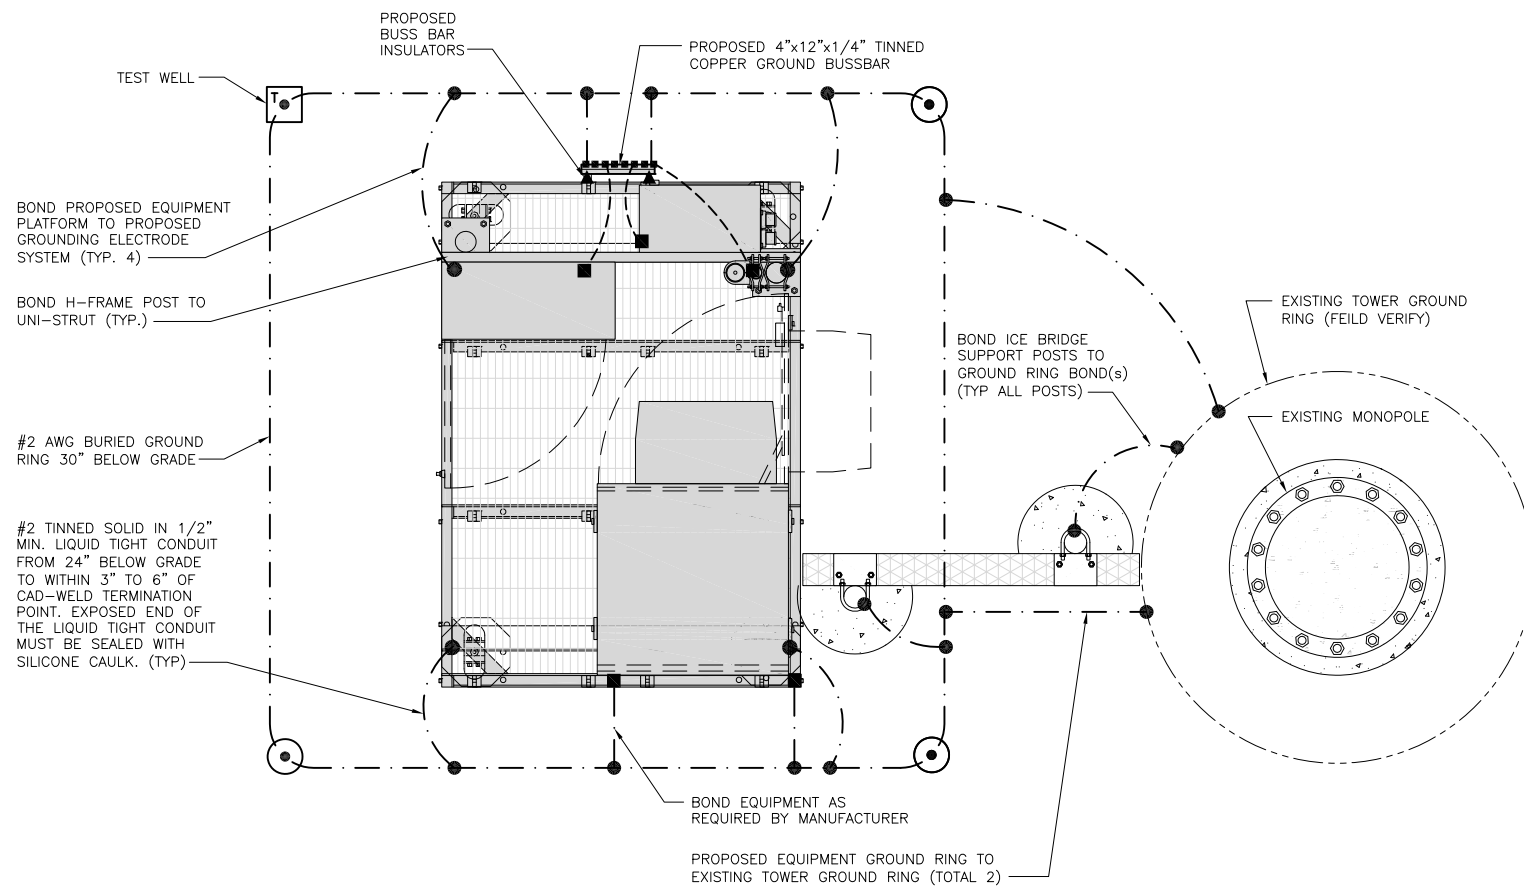 PROPOSED
BUSS BAR
INSULATORS
PROPOSED 4"x12"x1/4" TINNED
COPPER GROUND BUSSBAR
TEST WELL
T
BOND PROPOSED EQUIPMENT
PLATFORM TO PROPOSED
GROUNDING ELECTRODE
SYSTEM (TYP. 4)
BOND H-FRAME POST TO
UNI-STRUT (TYP.)
EXISTING TOWER GROUND
RING (FEILD VERIFY)
BOND ICE BRIDGE
SUPPORT POSTS TO
GROUND RING BOND(s)
(TYP ALL POSTS)
EXISTING MONOPOLE
#2 AWG BURIED GROUND
RING 30" BELOW GRADE
#2 TINNED SOLID IN 1/2"
MIN. LIQUID TIGHT CONDUIT
FROM 24" BELOW GRADE
TO WITHIN 3" TO 6" OF
CAD-WELD TERMINATION
POINT. EXPOSED END OF
THE LIQUID TIGHT CONDUIT
MUST BE SEALED WITH
SILICONE CAULK. (TYP)
BOND EQUIPMENT AS
REQUIRED BY MANUFACTURER
PROPOSED EQUIPMENT GROUND RING TO
EXISTING TOWER GROUND RING (TOTAL 2)